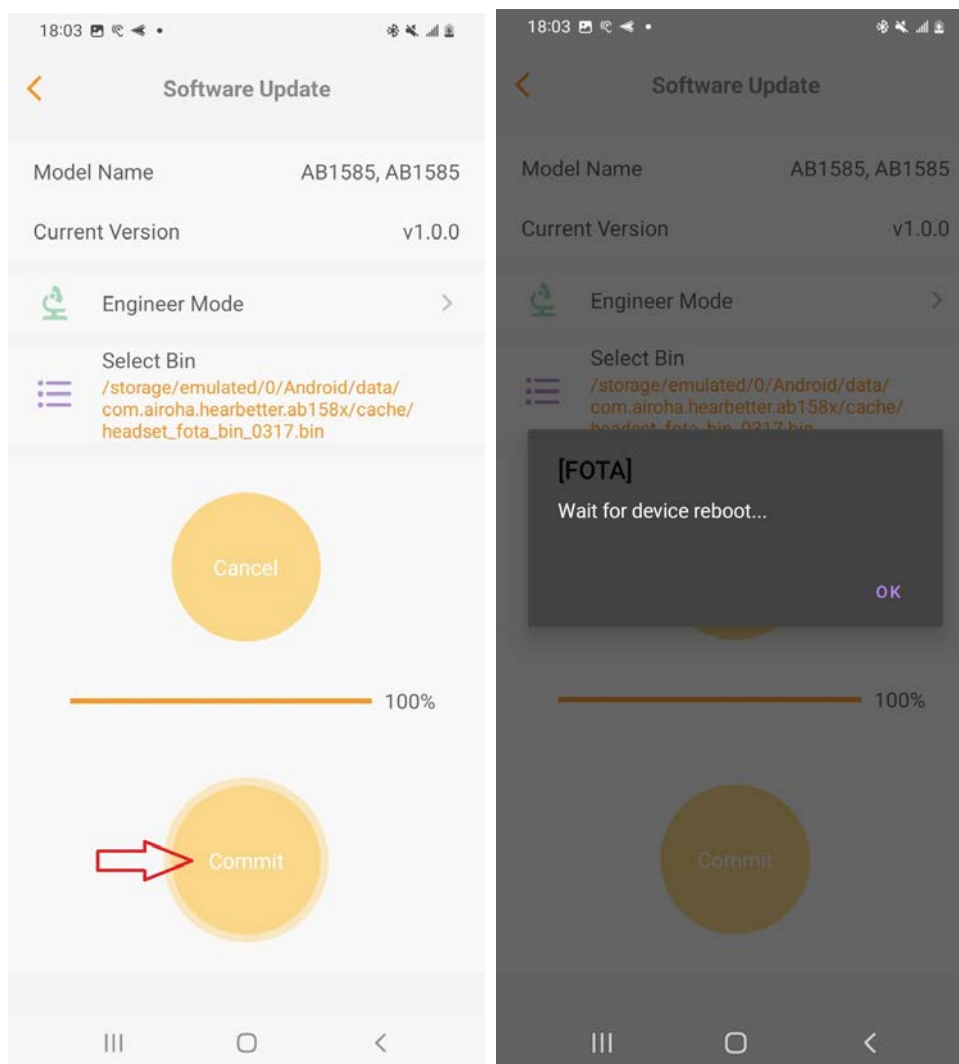 18:03
Software Update
Model Name AB1585, AB1585
Current Version v1.0.0
Engineer Mode
Select Bin
/storage/emulated/0/Android/data/
com.airoha.hearbetter.ab158x/cache/
headset_fota_bin_0317.bin
Cancel
100%
Commit
18:03
Software Update
Model Name AB1585, AB1585
Current Version v1.0.0
Engineer Mode
Select Bin
/storage/emulated/0/Android/data/
com.airoha.hearbetter.ab158x/cache/
headset_fota_bin_0317.bin
[FOTA]
Wait for device reboot...
OK
100%
Commit